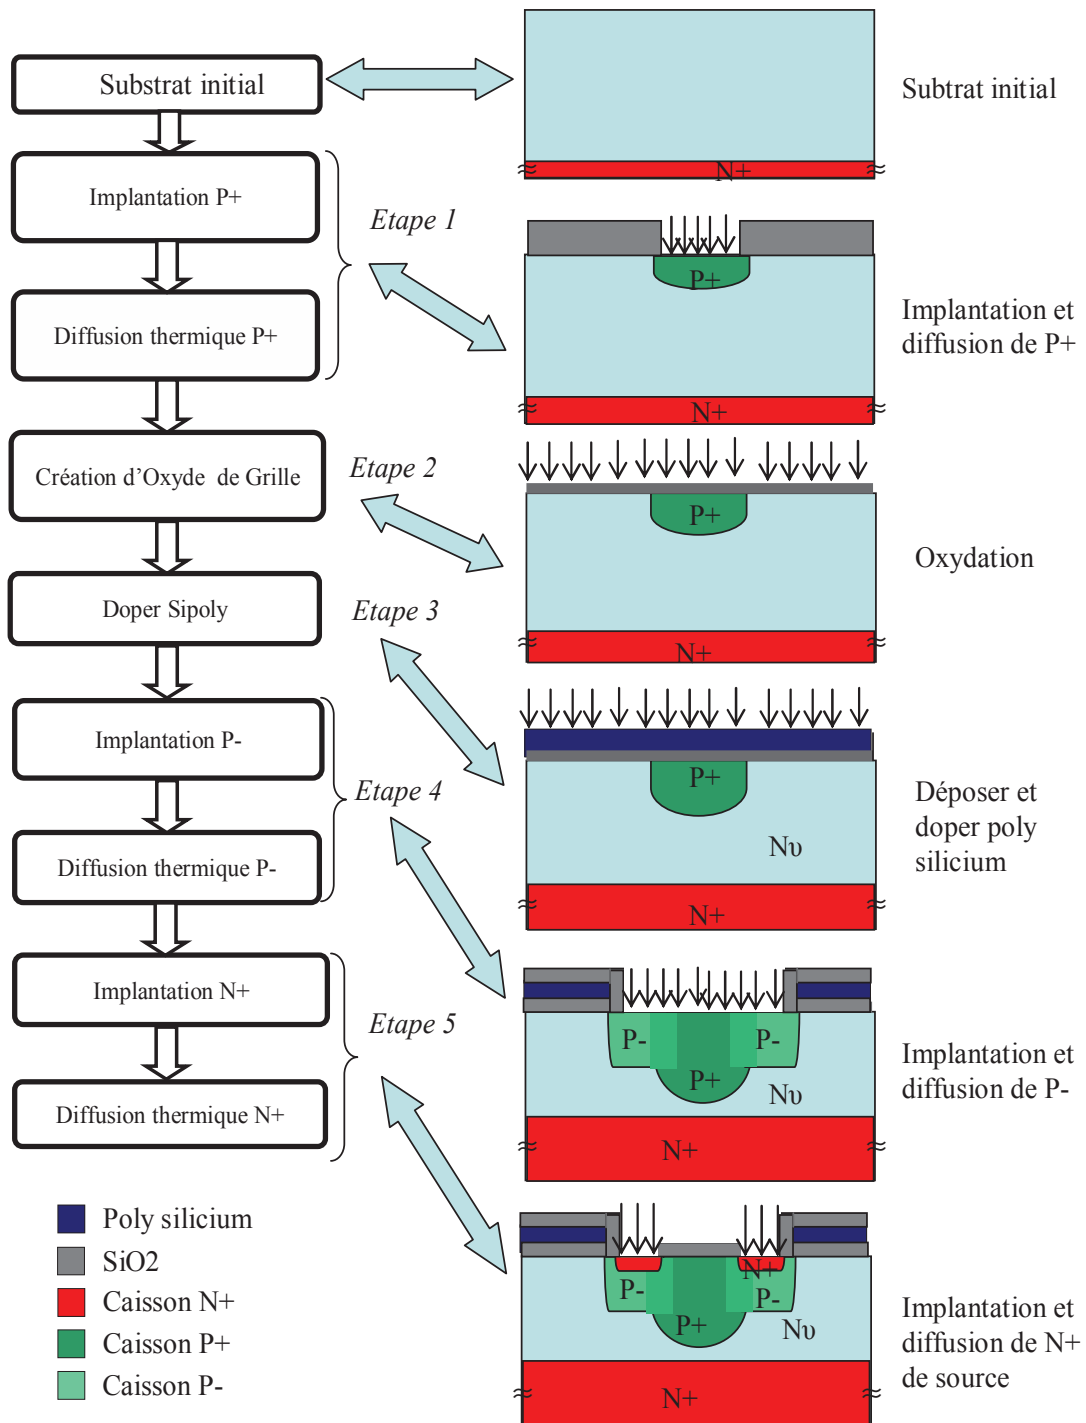 Substrat initial
Subtrat initial
N+
Implantation P+
Etape 1
P+
Diffusion thermique P+
Implantation et
diffusion de P+
N+
Création d'Oxyde de Grille
Etape 2
P+
Oxydation
N+
Doper Sipoly
Etape 3
P+
Déposer et
doper poly
silicium
Nυ
N+
Implantation P-
Etape 4
Diffusion thermique P-
P-
P-
P+
Nυ
N+
Implantation et
diffusion de P-
Implantation N+
Etape 5
Diffusion thermique N+
N+
P-
P-
P+
Nυ
N+
Implantation et
diffusion de N+
de source
Poly silicium
SiO2
Caisson N+
Caisson P+
Caisson P-